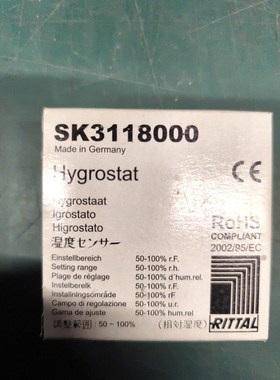 SK3118000
Made in Germany
Hygrostat
CE
Hygrostaat
Igrostato
Higrostato
湿度センサー
RoHS
COMPLIANT
2002/95/EC
Einstellbereich 50-100% r.F.
Setting range 50-100% r.h.
Plage de réglage 50-100% d'hum.rel.
Instelbereik 50-100% r.F.
Inställningsområde 50-100% rF
Campo di regolazione 50-100% u.r.
Gama de ajuste 50-100% hum.rel
調整範囲:50~100% (相対湿度)
RITTAL